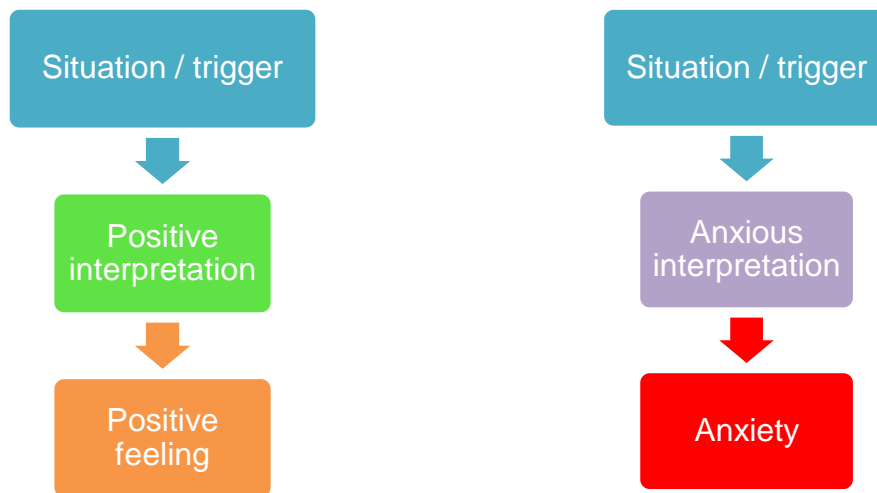 Situation / trigger
Positive
interpretation
Positive
feeling
Situation / trigger
Anxious
interpretation
Anxiety